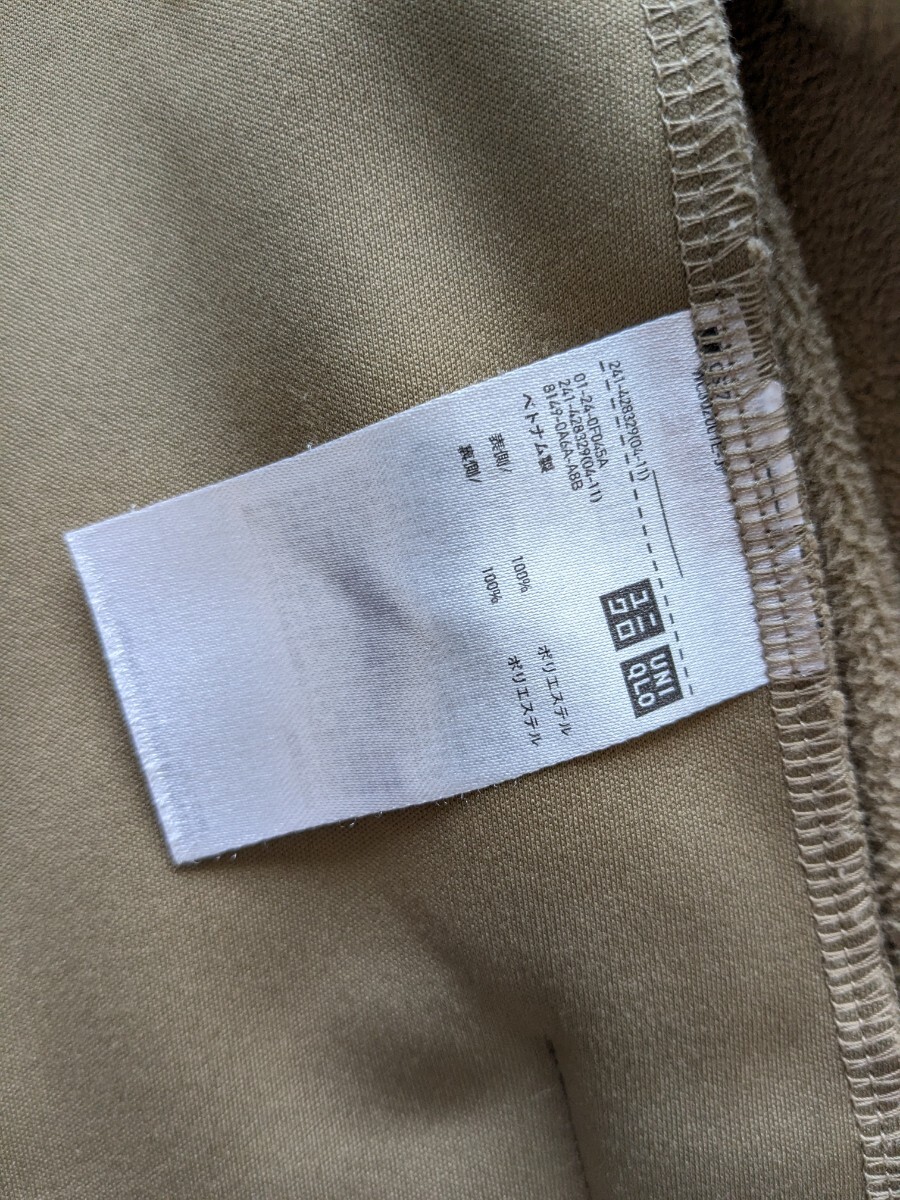 241-428329(04-11)
ユニ
クロ
UNI
QLO
01-24-0F045A
241-428329(04-11)
8149-0A6A-A8B
ベトナム製
表側/ 100% ポリエステル
裏側/ 100% ポリエステル